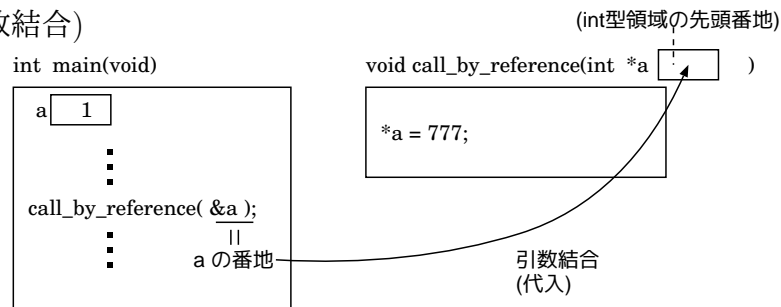 数結合)
(int型領域の先頭番地)
int main(void)
void call_by_reference(int *a )
a 1
*a = 777;
call_by_reference( &a );
||
a の番地
引数結合
(代入)